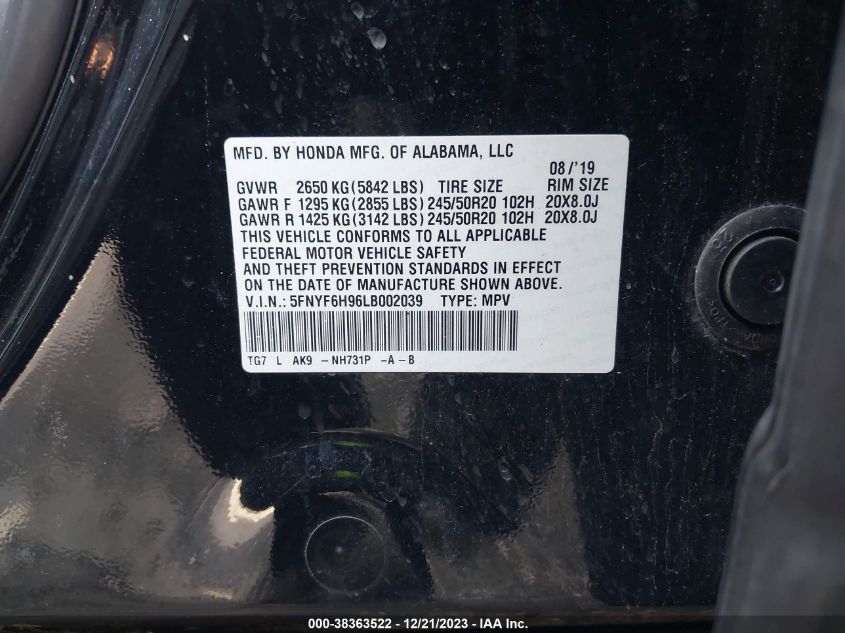 MFD. BY HONDA MFG. OF ALABAMA, LLC
08/'19
GVWR 2650 KG (5842 LBS) TIRE SIZE RIM SIZE
GAWR F 1295 KG (2855 LBS) 245/50R20 102H 20X8.0J
GAWR R 1425 KG (3142 LBS) 245/50R20 102H 20X8.0J
THIS VEHICLE CONFORMS TO ALL APPLICABLE
FEDERAL MOTOR VEHICLE SAFETY
AND THEFT PREVENTION STANDARDS IN EFFECT
ON THE DATE OF MANUFACTURE SHOWN ABOVE.
V.I.N.: 5FNYF6H96LB002039 TYPE: MPV
TG7 L AK9 -NH731P -A-B
000-38363522 - 12/21/2023 - IAA Inc.